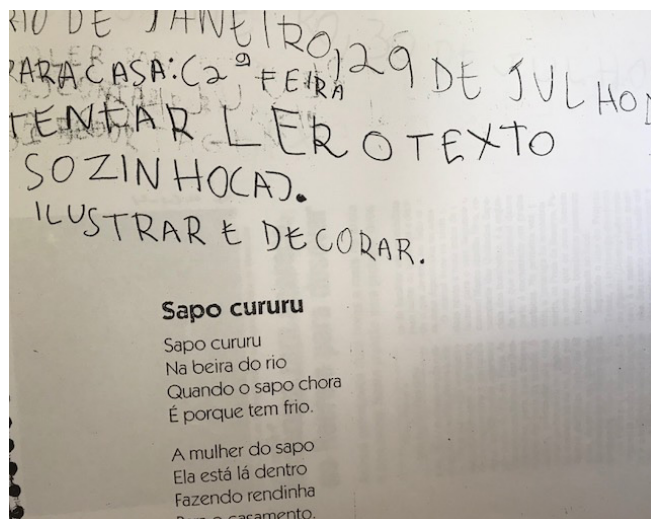 RIO DE JANEIRO, 29 DE JULHO D
PARA CASA: (2ª FEIRA
TENTAR LER O TEXTO
SOZINHO(A).
ILUSTRAR E DECORAR.
Sapo cururu
Sapo cururu
Na beira do rio
Quando o sapo chora
É porque tem frio.
A mulher do sapo
Ela está lá dentro
Fazendo rendinha
Para o casamento.